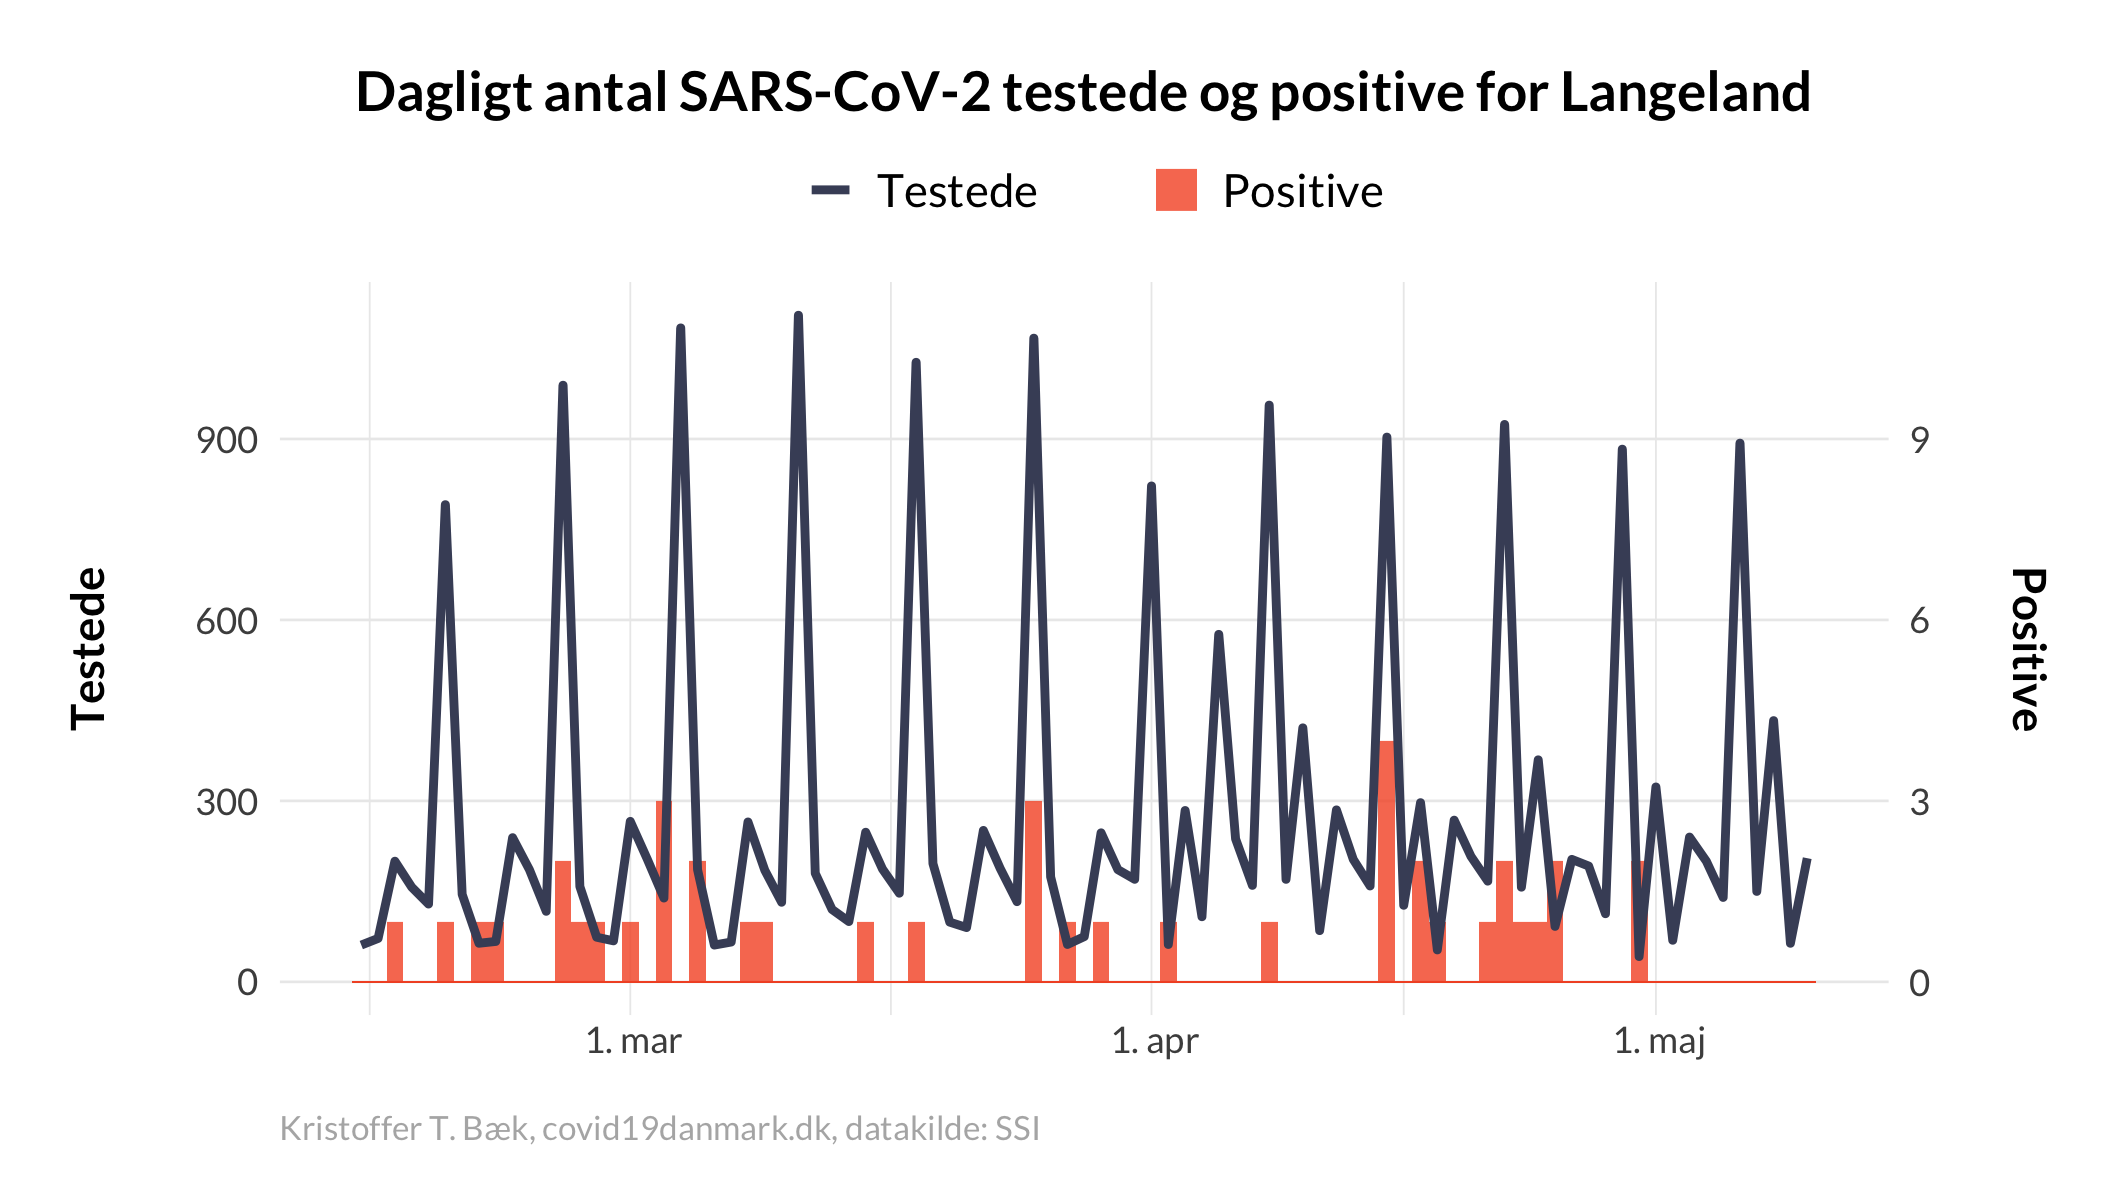 Dagligt antal SARS-CoV-2 testede og positive for Langeland
Testede Positive
900 9
600 6
300 3
0 0
Testede
Positive
1. mar 1. apr 1. maj
Kristoffer T. Bæk, covid19danmark.dk, datakilde: SSI